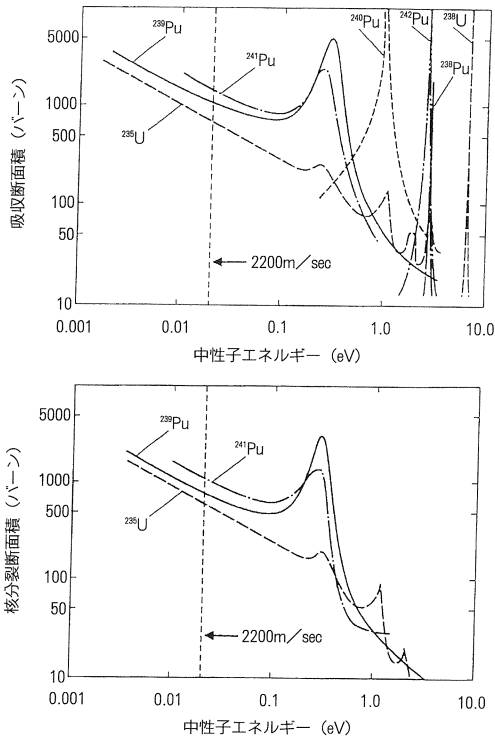 239Pu
241Pu
240Pu
242Pu
238U
238Pu
235U
5000
1000
500
100
50
10
吸収断面積 (バーン)
2200m/sec
0.001
0.01
0.1
1.0
10.0
中性子エネルギー (eV)
239Pu
241Pu
235U
5000
1000
500
100
50
10
核分裂断面積 (バーン)
2200m/sec
0.001
0.01
0.1
1.0
10.0
中性子エネルギー (eV)